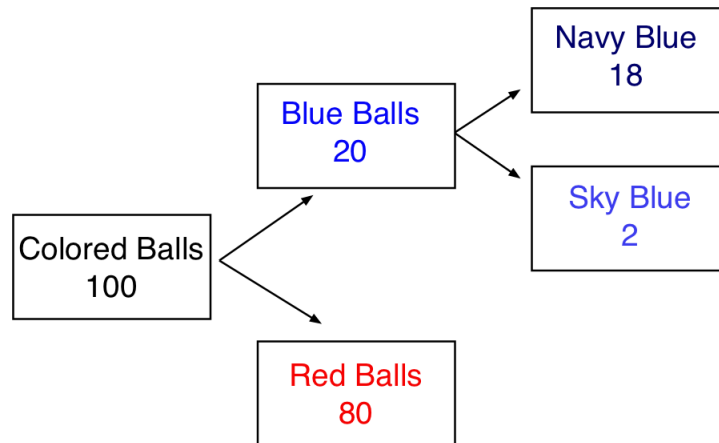 Colored Balls
100
Blue Balls
20
Red Balls
80
Navy Blue
18
Sky Blue
2